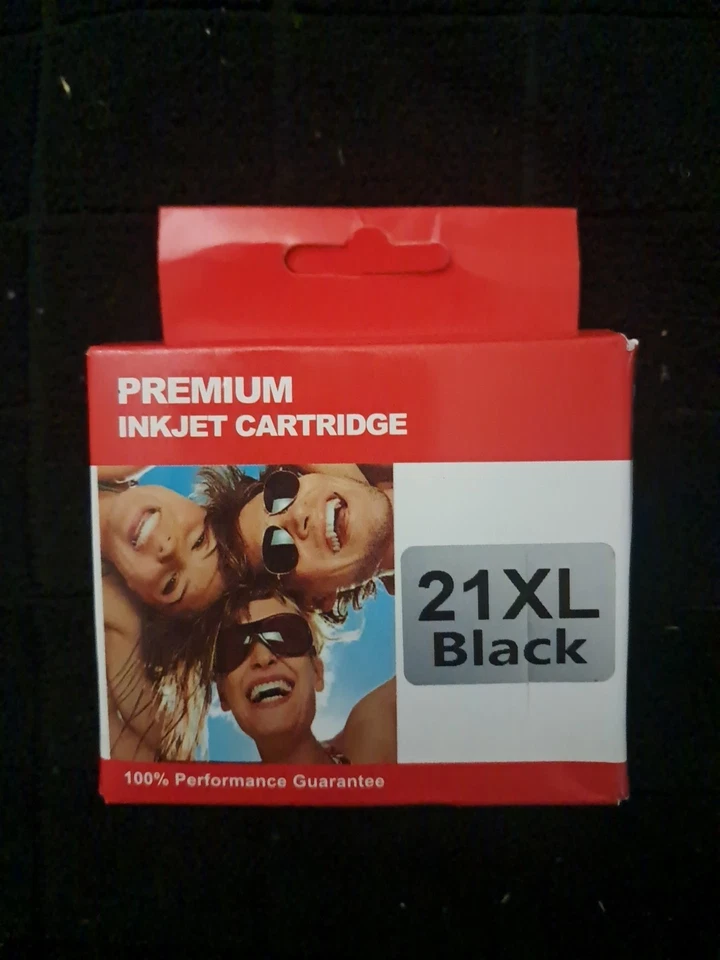 PREMIUM
INKJET CARTRIDGE
21XL
Black
100% Performance Guarantee